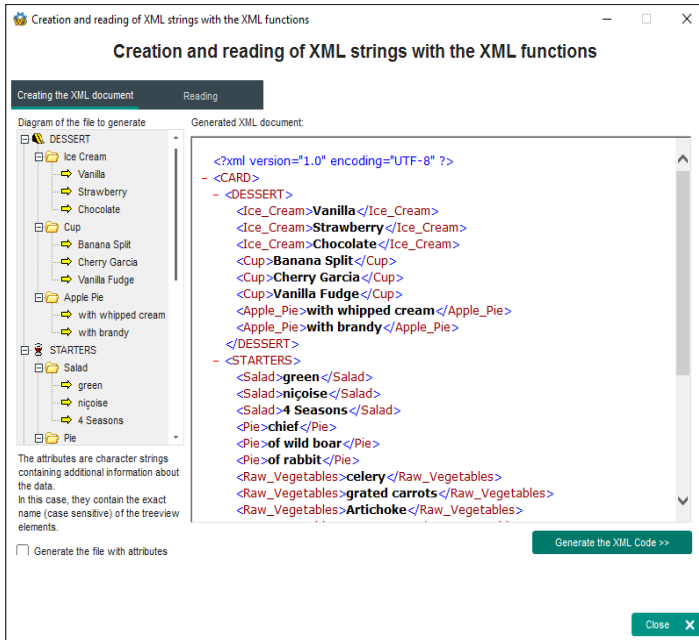 Creation and reading of XML strings with the XML functions
Creation and reading of XML strings with the XML functions
Creating the XML document
Reading
Diagram of the file to generate
DESSERT
Ice Cream
Vanilla
Strawberry
Chocolate
Cup
Banana Split
Cherry Garcia
Vanilla Fudge
Apple Pie
with whipped cream
with brandy
STARTERS
Salad
green
niçoise
4 Seasons
Pie
The attributes are character strings
containing additional information about
the data.
In this case, they contain the exact
name (case sensitive) of the treeview
elements.
Generate the file with attributes
Generated XML document:
<?xml version="1.0" encoding="UTF-8" ?>
- <CARD>
- <DESSERT>
<Ice_Cream>Vanilla</Ice_Cream>
<Ice_Cream>Strawberry</Ice_Cream>
<Ice_Cream>Chocolate</Ice_Cream>
<Cup>Banana Split</Cup>
<Cup>Cherry Garcia</Cup>
<Cup>Vanilla Fudge</Cup>
<Apple_Pie>with whipped cream</Apple_Pie>
<Apple_Pie>with brandy</Apple_Pie>
</DESSERT>
- <STARTERS>
<Salad>green</Salad>
<Salad>niçoise</Salad>
<Salad>4 Seasons</Salad>
<Pie>chief</Pie>
<Pie>of wild boar</Pie>
<Pie>of rabbit</Pie>
<Raw_Vegetables>celery</Raw_Vegetables>
<Raw_Vegetables>grated carrots</Raw_Vegetables>
<Raw_Vegetables>Artichoke</Raw_Vegetables>
Generate the XML Code >>
Close X